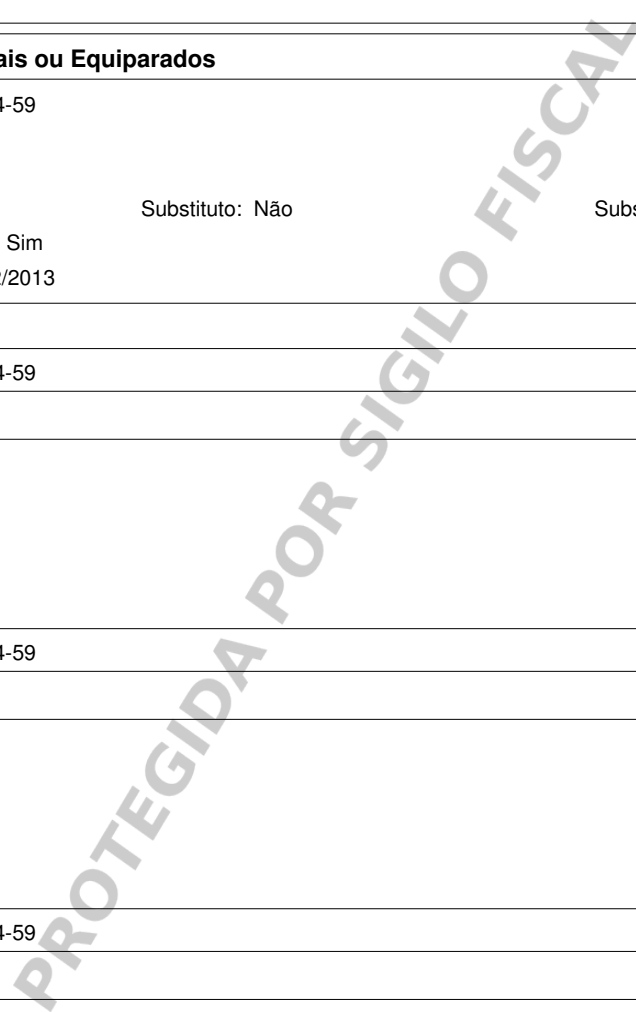 ais ou Equiparados
4-59
Substituto: Não Subs
Sim
2/2013
4-59
4-59
4-59
PROTEGIDA POR SIGILO FISCAL